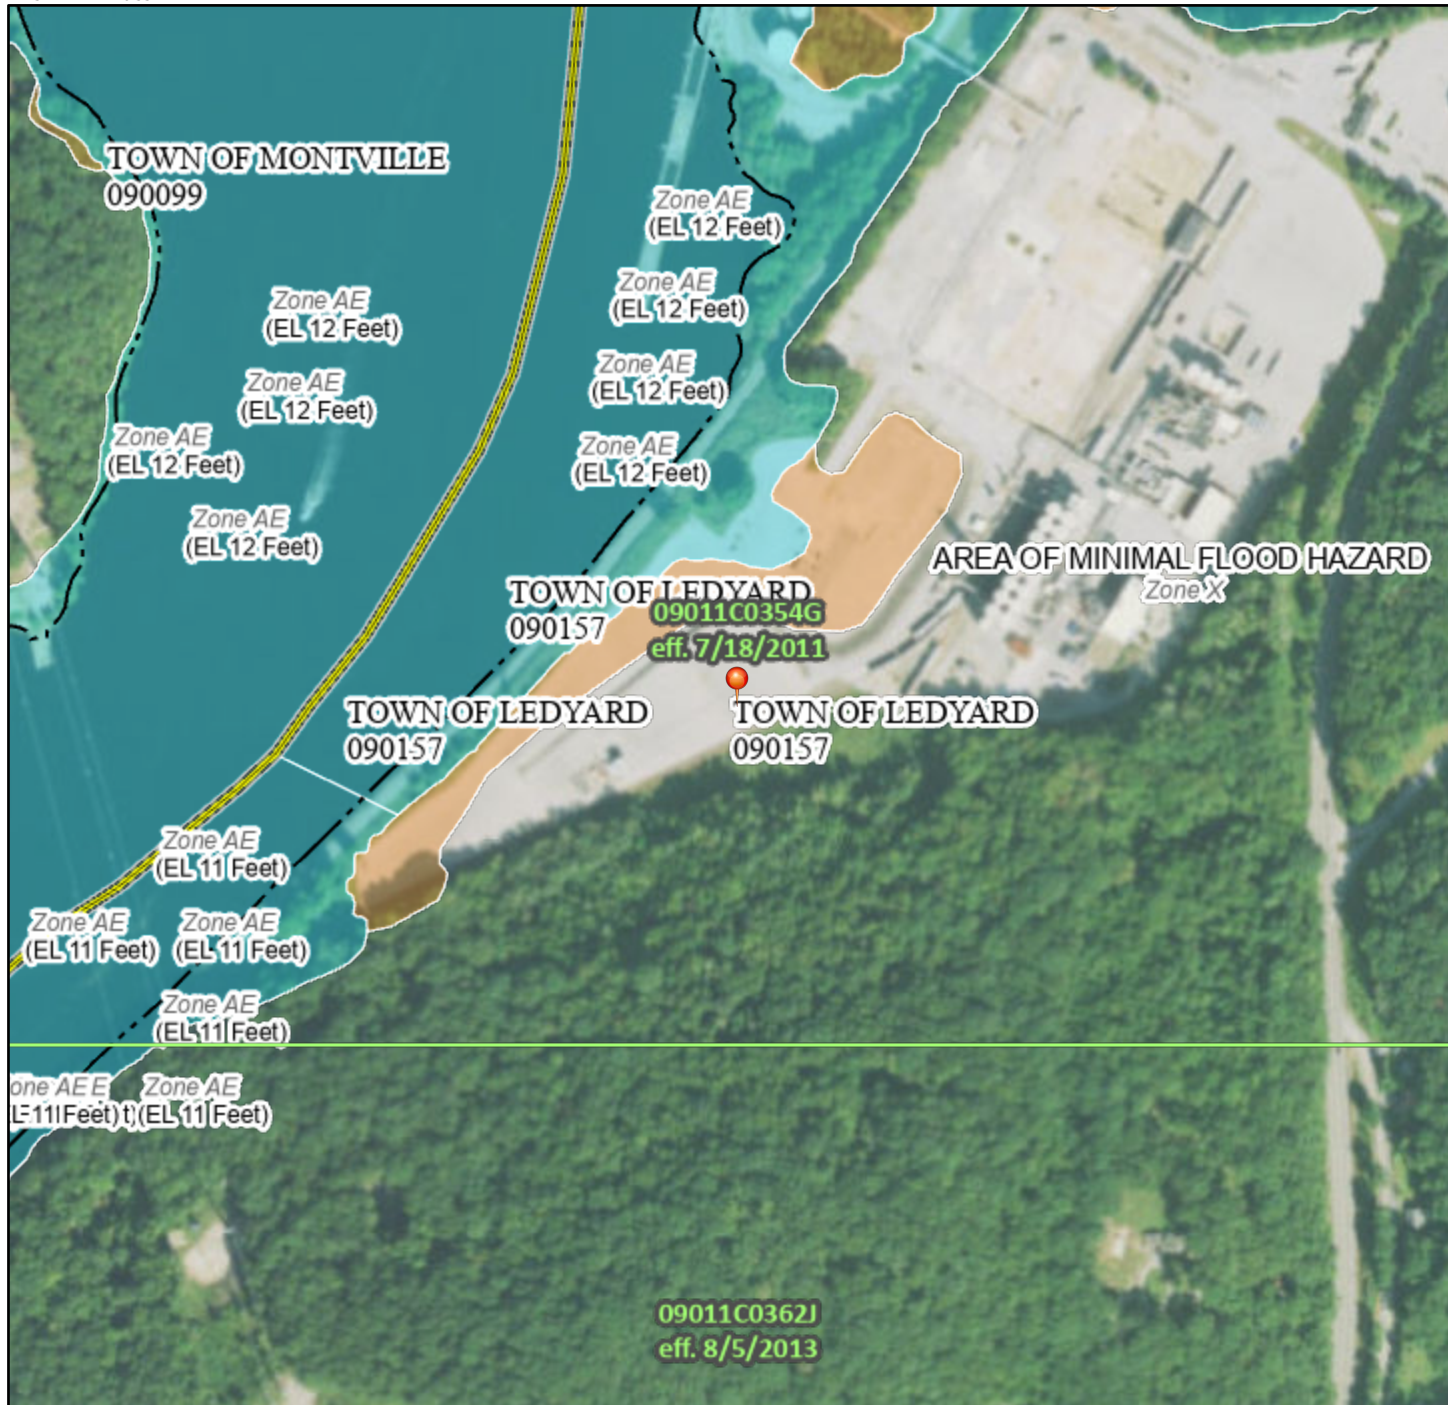 TOWN OF MONTVILLE
090099
Zone AE
(EL 12 Feet)
Zone AE
(EL 12 Feet)
Zone AE
(EL 12 Feet)
Zone AE
(EL 12 Feet)
Zone AE
(EL 12 Feet)
Zone AE
(EL 12 Feet)
Zone AE
(EL 12 Feet)
Zone AE
(EL 12 Feet)
AREA OF MINIMAL FLOOD HAZARD
Zone X
TOWN OF LEDYARD
090157
09011C0354G
eff. 7/18/2011
TOWN OF LEDYARD
090157
TOWN OF LEDYARD
090157
Zone AE
(EL 11 Feet)
Zone AE
(EL 11 Feet)
Zone AE
(EL 11 Feet)
Zone AE
(EL 11 Feet)
one AE E
Zone AE
(EL 11 Feet)
09011C0362J
eff. 8/5/2013